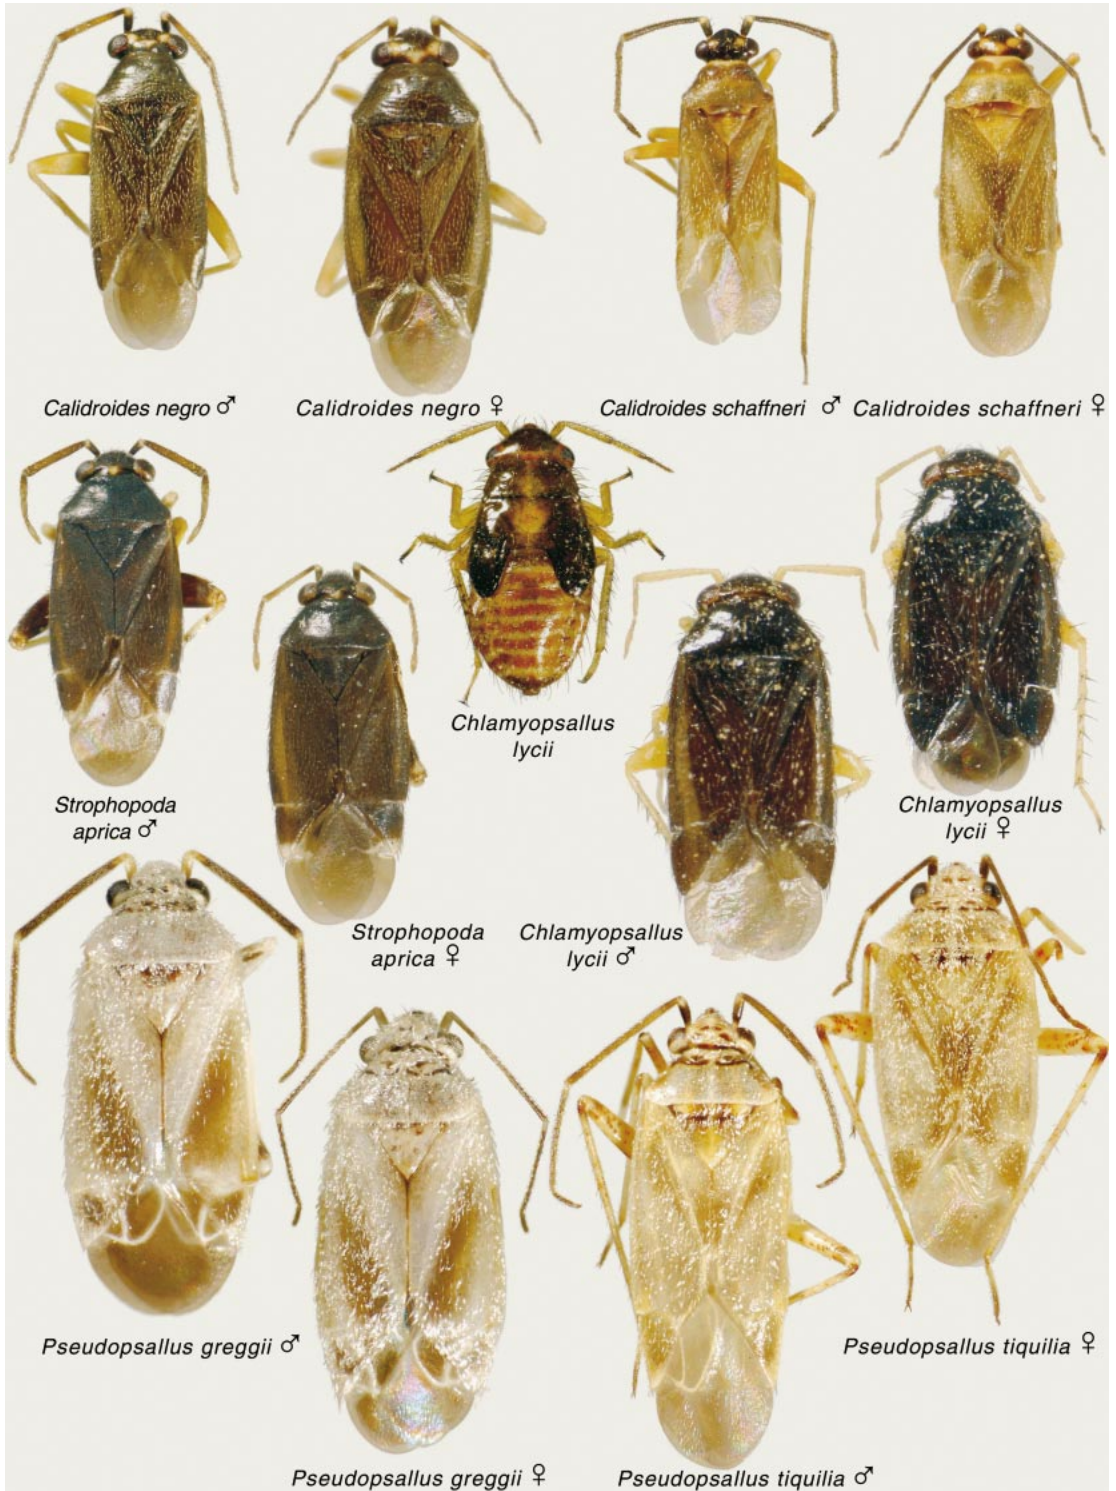 Calidroides negro ♂
Calidroides negro ♀
Calidroides schaffneri ♂
Calidroides schaffneri ♀
Chlamyopsallus
lycii
Strophopoda
aprica ♂
Chlamyopsallus
lycii ♀
Strophopoda
aprica ♀
Chlamyopsallus
lycii ♂
Pseudopsallus greggii ♂
Pseudopsallus tiquilia ♀
Pseudopsallus greggii ♀
Pseudopsallus tiquilia ♂